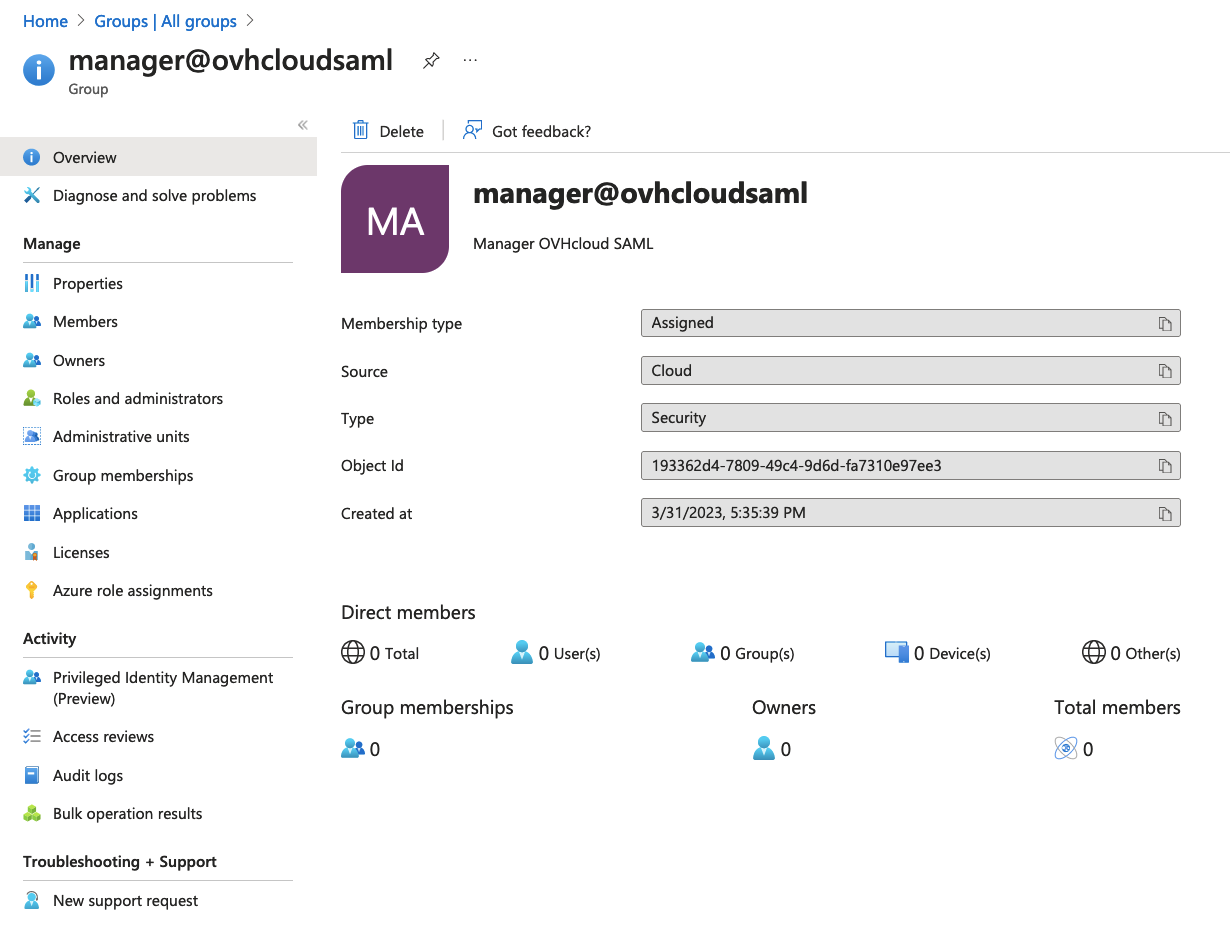 Home > Groups | All groups >
manager@ovhcloudsaml ...
Group
«
Overview
Diagnose and solve problems
Manage
Properties
Members
Owners
Roles and administrators
Administrative units
Group memberships
Applications
Licenses
Azure role assignments
Activity
Privileged Identity Management
(Preview)
Access reviews
Audit logs
Bulk operation results
Troubleshooting + Support
New support request
Delete Got feedback?
MA
manager@ovhcloudsaml
Manager OVHcloud SAML
Membership type Assigned
Source Cloud
Type Security
Object Id 193362d4-7809-49c4-9d6d-fa7310e97ee3
Created at 3/31/2023, 5:35:39 PM
Direct members
0 Total 0 User(s) 0 Group(s) 0 Device(s) 0 Other(s)
Group memberships Owners Total members
0 0 0